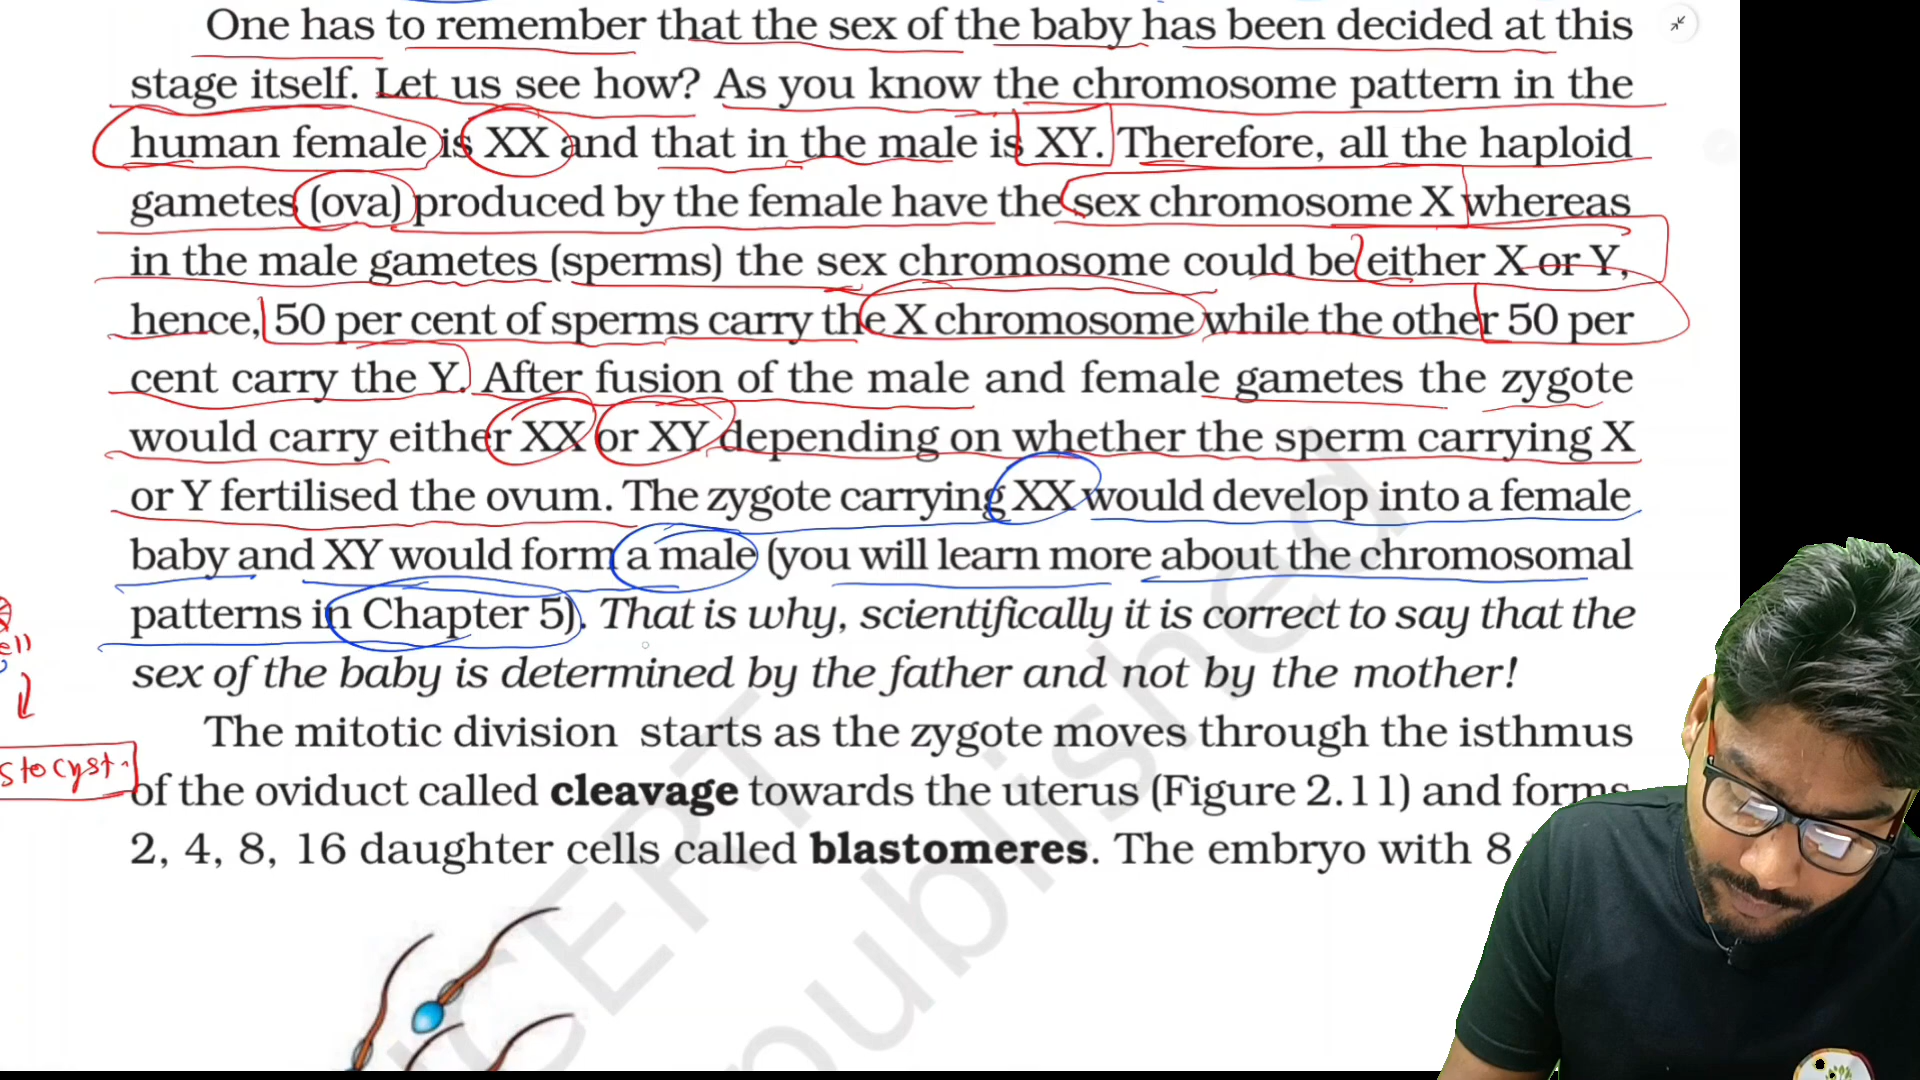 One has to remember that the sex of the baby has been decided at this
stage itself. Let us see how? As you know the chromosome pattern in the
human female is XX and that in the male is XY. Therefore, all the haploid
gametes (ova) produced by the female have the sex chromosome X whereas
in the male gametes (sperms) the sex chromosome could be either X or Y,
hence, 50 per cent of sperms carry the X chromosome while the other 50 per
cent carry the Y. After fusion of the male and female gametes the zygote
would carry either XX or XY depending on whether the sperm carrying X
or Y fertilised the ovum. The zygote carrying XX would develop into a female
baby and XY would form a male (you will learn more about the chromosomal
patterns in Chapter 5). That is why, scientifically it is correct to say that the
ell
sex of the baby is determined by the father and not by the mother!
The mitotic division starts as the zygote moves through the isthmus
stocyst.
of the oviduct called cleavage towards the uterus (Figure 2.11) and forms
2, 4, 8, 16 daughter cells called blastomeres. The embryo with 8
NCERT
published